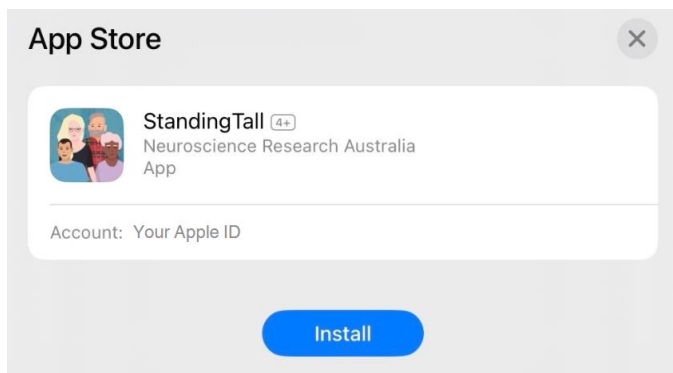 App Store
StandingTall 4+
Neuroscience Research Australia
App
Account: Your Apple ID
Install